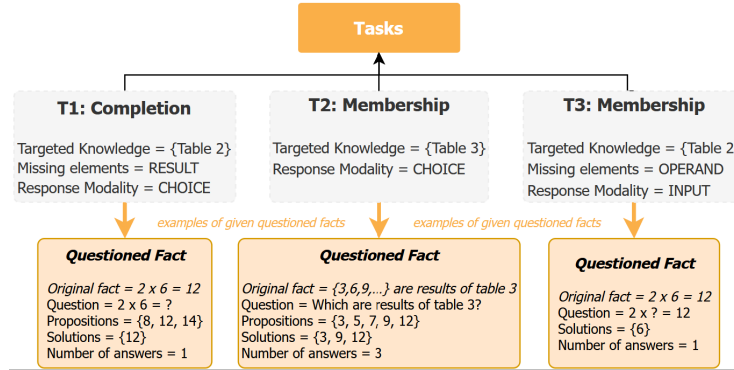 Tasks
T1: Completion
Targeted Knowledge = {Table 2}
Missing elements = RESULT
Response Modality = CHOICE
T2: Membership
Targeted Knowledge = {Table 3}
Response Modality = CHOICE
T3: Membership
Targeted Knowledge = {Table 2
Missing elements = OPERAND
Response Modality = INPUT
examples of given questioned facts
examples of given questioned facts
Questioned Fact
Original fact = 2 x 6 = 12
Question = 2 x 6 = ?
Propositions = {8, 12, 14}
Solutions = {12}
Number of answers = 1
Questioned Fact
Original fact = {3,6,9,...} are results of table 3
Question = Which are results of table 3?
Propositions = {3, 5, 7, 9, 12}
Solutions = {3, 9, 12}
Number of answers = 3
Questioned Fact
Original fact = 2 x 6 = 12
Question = 2 x ? = 12
Solutions = {6}
Number of answers = 1